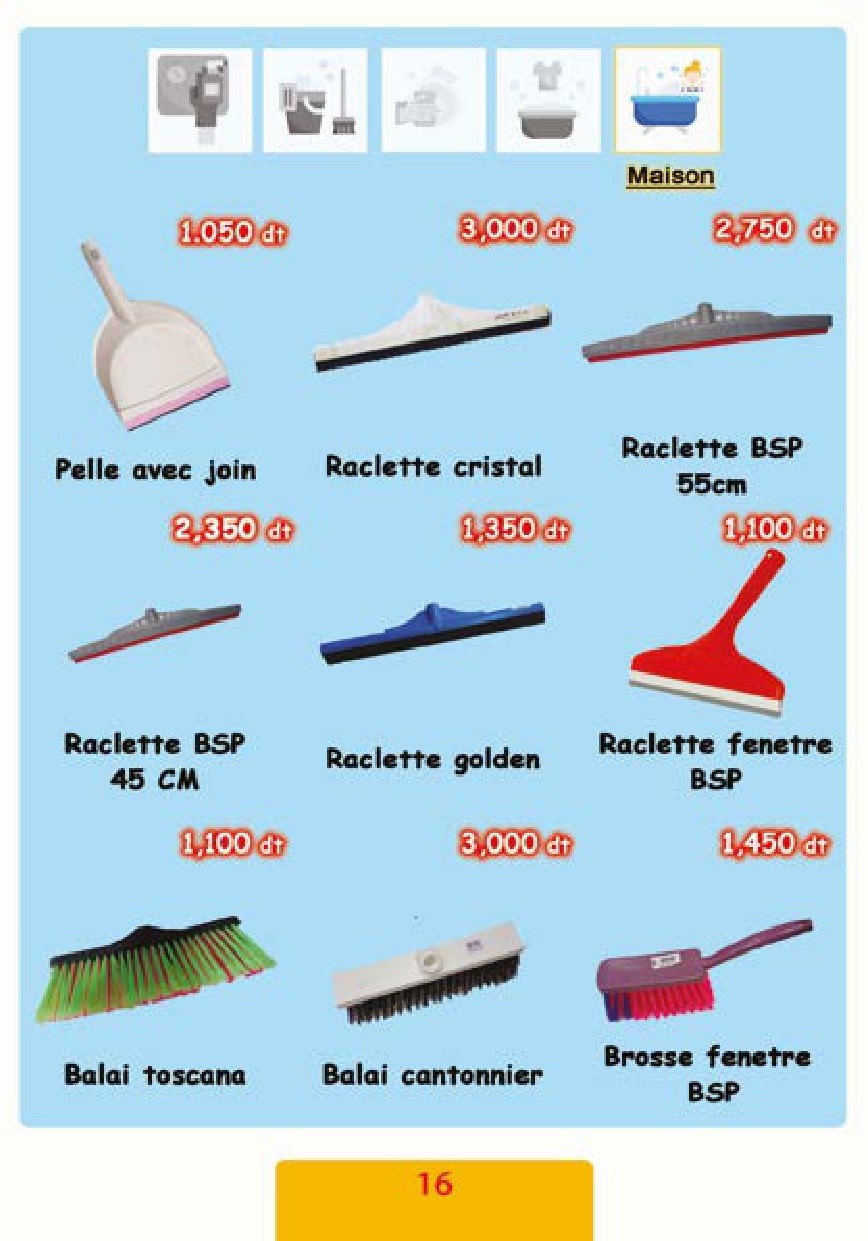 Maison
1.050 dt
3,000 dt
2,750 dt
Pelle avec join
Raclette cristal
Raclette BSP
55cm
2,350 dt
1,350 dt
1,100 dt
Raclette BSP
45 CM
Raclette golden
Raclette fenetre
BSP
1,100 dt
3,000 dt
1,450 dt
Balai toscana
Balai cantonnier
Brosse fenetre
BSP
16